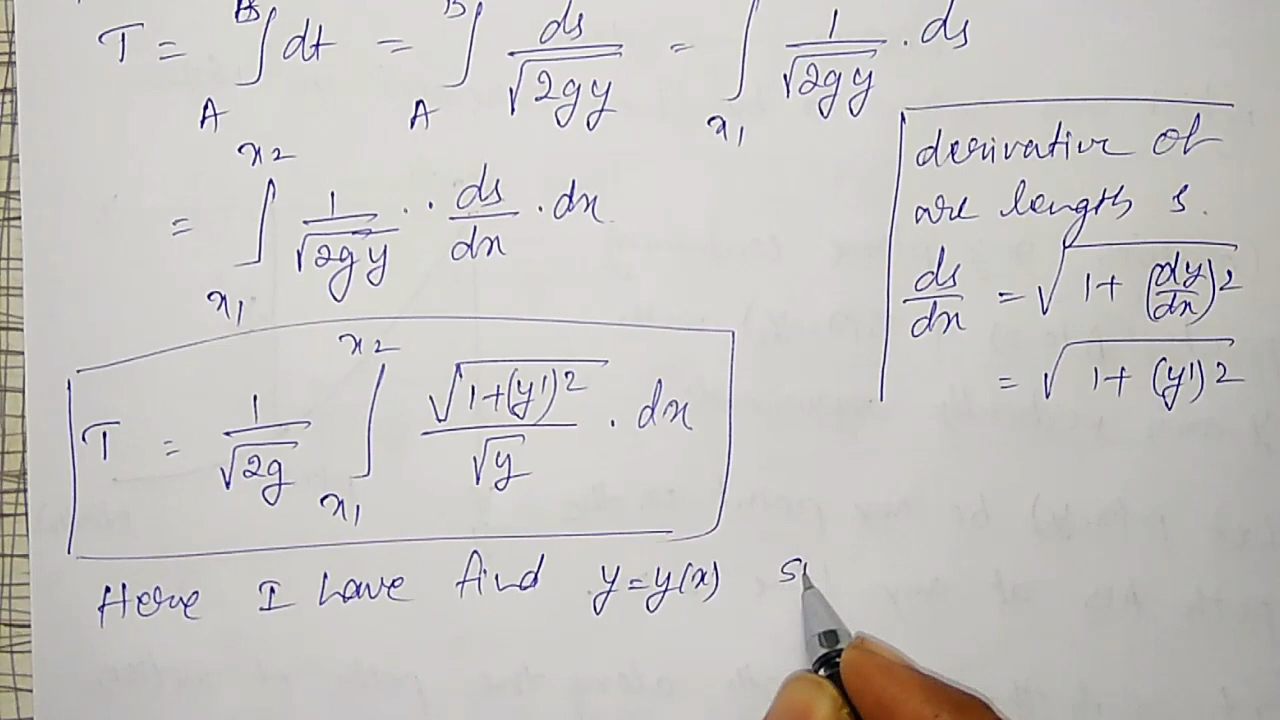 T = ∫_A^B dt = ∫_A^B ds/√2gy = ∫_{x1} 1/√2gy . ds
= ∫_{x1}^{x2} 1/√2gy .. ds/dx . dx
T = 1/√2g ∫_{x1}^{x2} √1+(y')2/√y . dx
Here I have find y=y(x) s
derivative of
arc length s.
ds/dx = √1+ (dy/dx)2
= √1+ (y')2